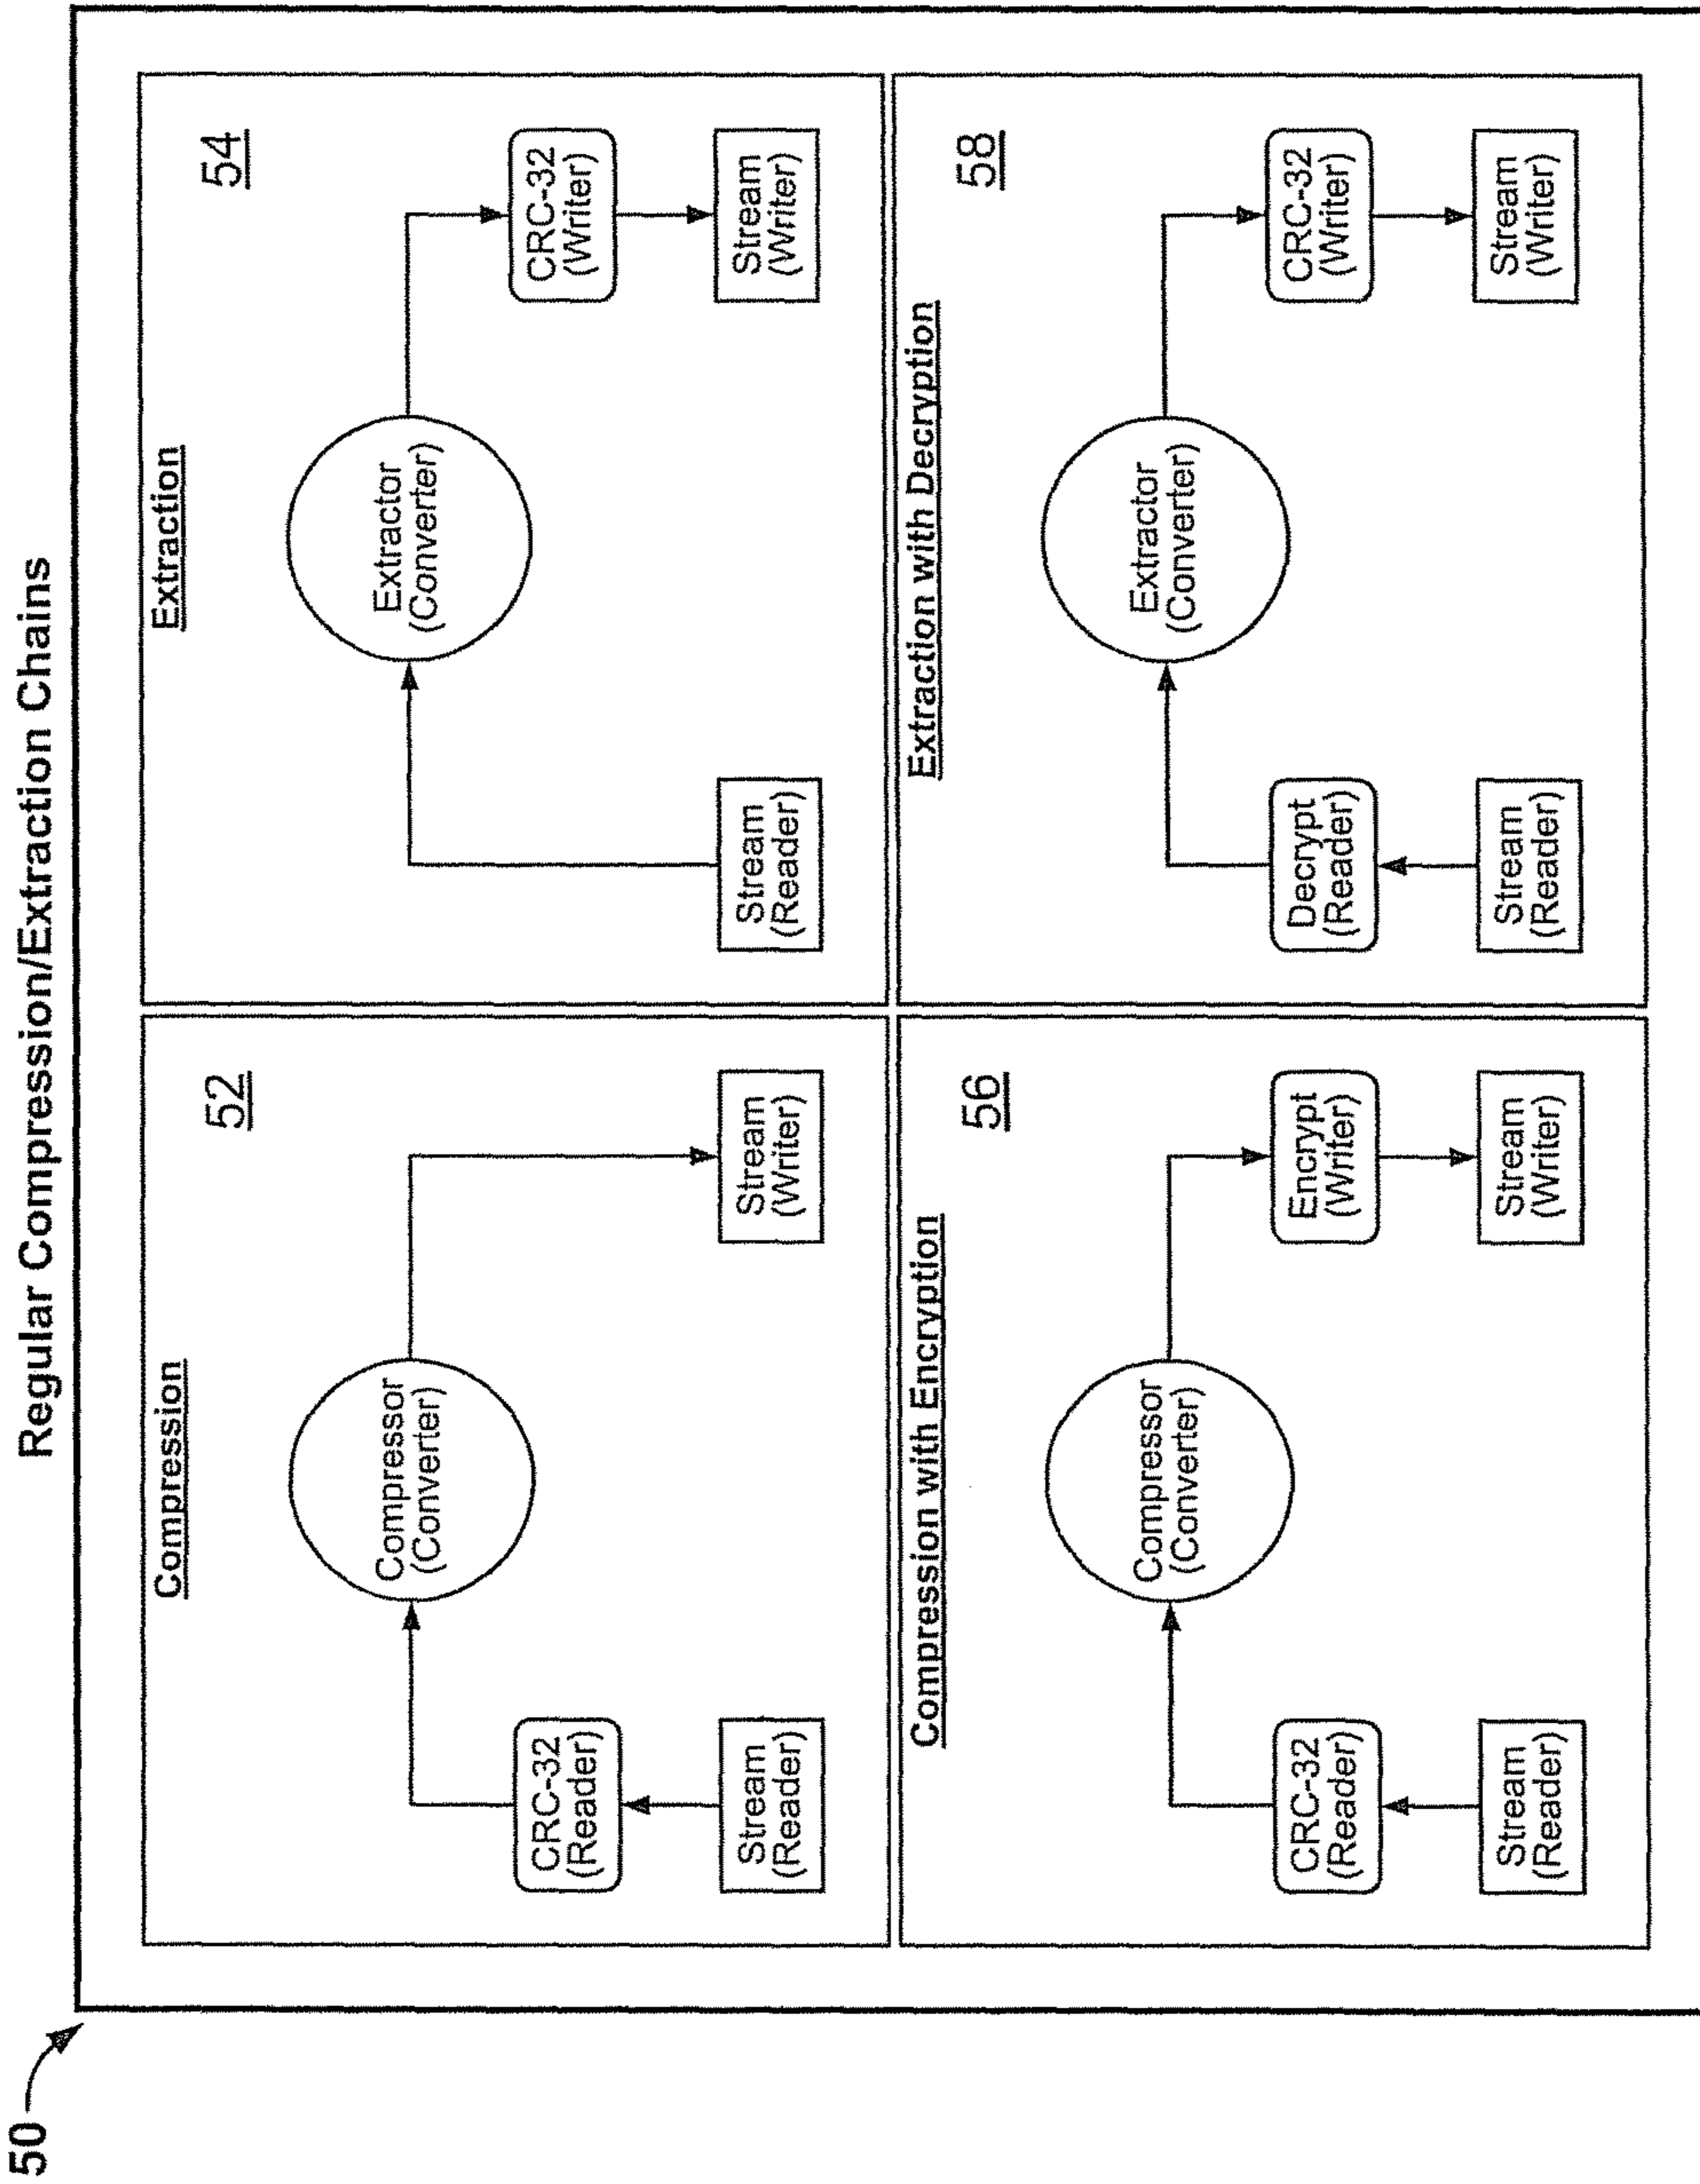 Regular Compression/Extraction Chains
50
Compression
52
Compressor
(Converter)
CRC-32
(Reader)
Stream
(Reader)
Stream
(Writer)
Extraction
54
Extractor
(Converter)
CRC-32
(Writer)
Stream
(Reader)
Stream
(Writer)
Compression with Encryption
56
Compressor
(Converter)
CRC-32
(Reader)
Encrypt
(Writer)
Stream
(Reader)
Stream
(Writer)
Extraction with Decryption
58
Extractor
(Converter)
Decrypt
(Reader)
CRC-32
(Writer)
Stream
(Reader)
Stream
(Writer)